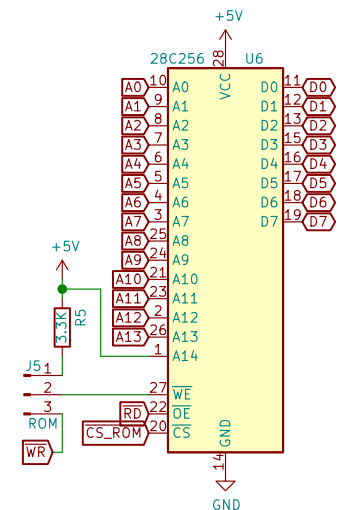 +5V
28C256 U6
28
VCC
A0 10 A0 D0 11 D0
A1 9 A1 D1 12 D1
A2 8 A2 D2 13 D2
A3 7 A3 D3 15 D3
A4 6 A4 D4 16 D4
A5 5 A5 D5 17 D5
A6 4 A6 D6 18 D6
A7 3 A7 D7 19 D7
A8 25 A8
A9 24 A9
A10 21 A10
A11 23 A11
A12 2 A12
A13 26 A13
1 A14
+5V
3.3K R5
J5
1
2
3
ROM
27 WE
RD 22 OE
CS_ROM 20 CS
WR
GND
14
GND